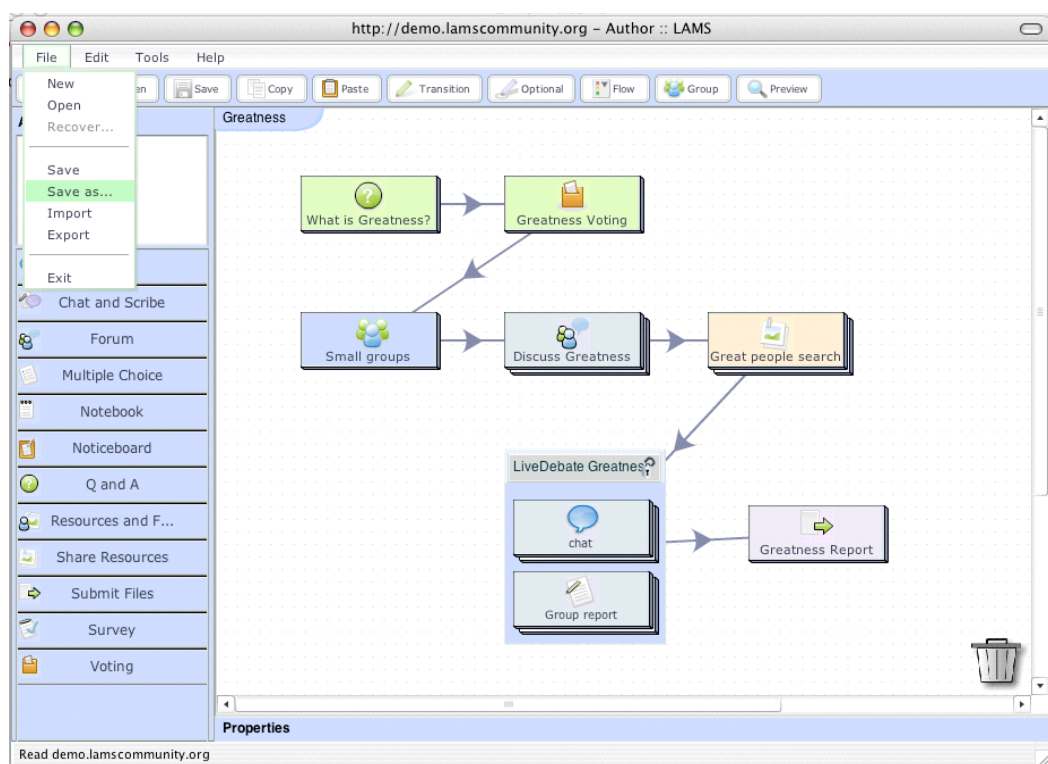 http://demo.lamscommunity.org – Author :: LAMS
File Edit Tools Help
en Save Copy Paste Transition Optional Flow Group Preview
New
Open
Recover...
Save
Save as...
Import
Export
Exit
Chat and Scribe
Forum
Multiple Choice
Notebook
Noticeboard
Q and A
Resources and F...
Share Resources
Submit Files
Survey
Voting
Greatness
What is Greatness?
Greatness Voting
Small groups
Discuss Greatness
Great people search
LiveDebate Greatness
chat
Group report
Greatness Report
Properties
Read demo.lamscommunity.org